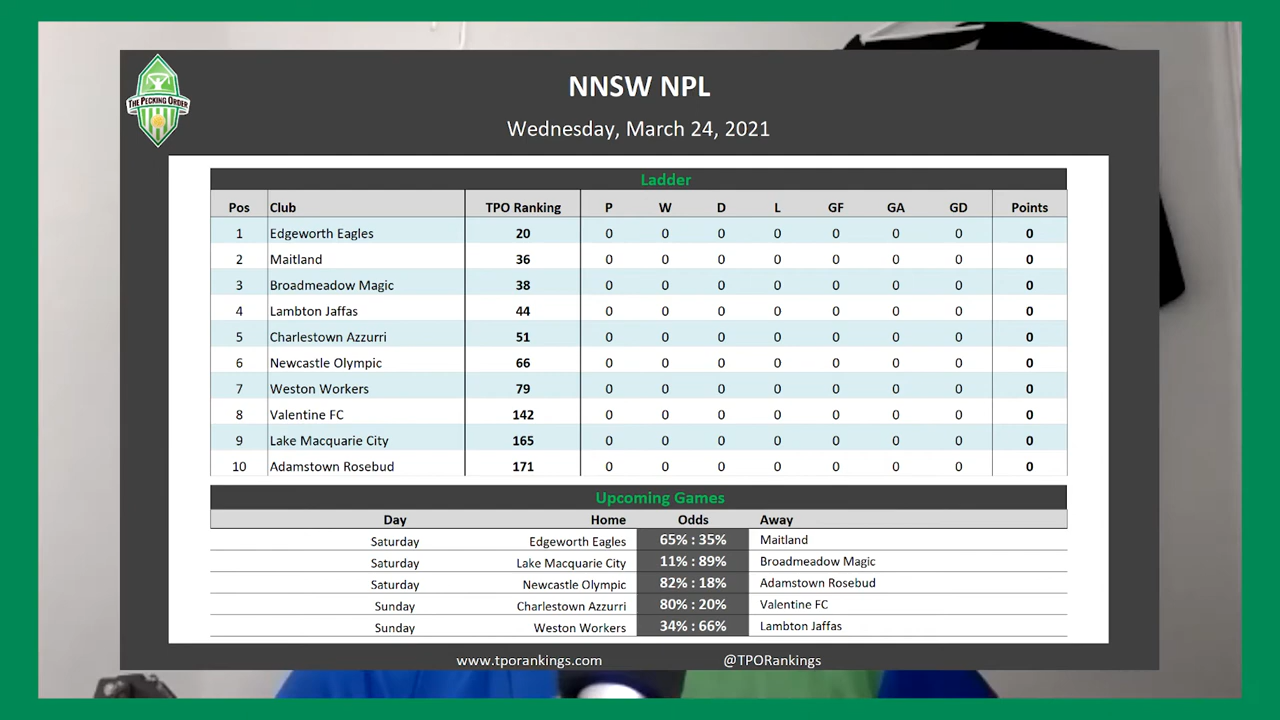 THE PECKING ORDER
NNSW NPL
Wednesday, March 24, 2021
Ladder
Pos Club TPO Ranking P W D L GF GA GD Points
1 Edgeworth Eagles 20 0 0 0 0 0 0 0 0
2 Maitland 36 0 0 0 0 0 0 0 0
3 Broadmeadow Magic 38 0 0 0 0 0 0 0 0
4 Lambton Jaffas 44 0 0 0 0 0 0 0 0
5 Charlestown Azzurri 51 0 0 0 0 0 0 0 0
6 Newcastle Olympic 66 0 0 0 0 0 0 0 0
7 Weston Workers 79 0 0 0 0 0 0 0 0
8 Valentine FC 142 0 0 0 0 0 0 0 0
9 Lake Macquarie City 165 0 0 0 0 0 0 0 0
10 Adamstown Rosebud 171 0 0 0 0 0 0 0 0
Upcoming Games
Day Home Odds Away
Saturday Edgeworth Eagles 65% : 35% Maitland
Saturday Lake Macquarie City 11% : 89% Broadmeadow Magic
Saturday Newcastle Olympic 82% : 18% Adamstown Rosebud
Sunday Charlestown Azzurri 80% : 20% Valentine FC
Sunday Weston Workers 34% : 66% Lambton Jaffas
www.tporankings.com @TPORankings